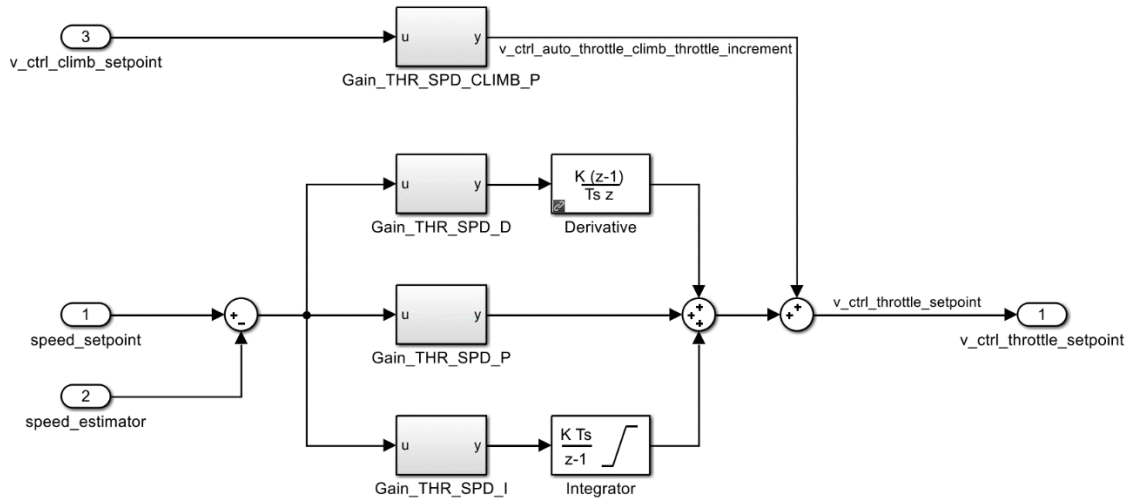 3
v_ctrl_climb_setpoint
u y
Gain_THR_SPD_CLIMB_P
v_ctrl_auto_throttle_climb_throttle_increment
u y
Gain_THR_SPD_D
K (z-1)
Ts z
Derivative
1
speed_setpoint
+
−
u y
Gain_THR_SPD_P
+
+
+
+
+
v_ctrl_throttle_setpoint
1
v_ctrl_throttle_setpoint
2
speed_estimator
u y
Gain_THR_SPD_I
K Ts
z-1
Integrator